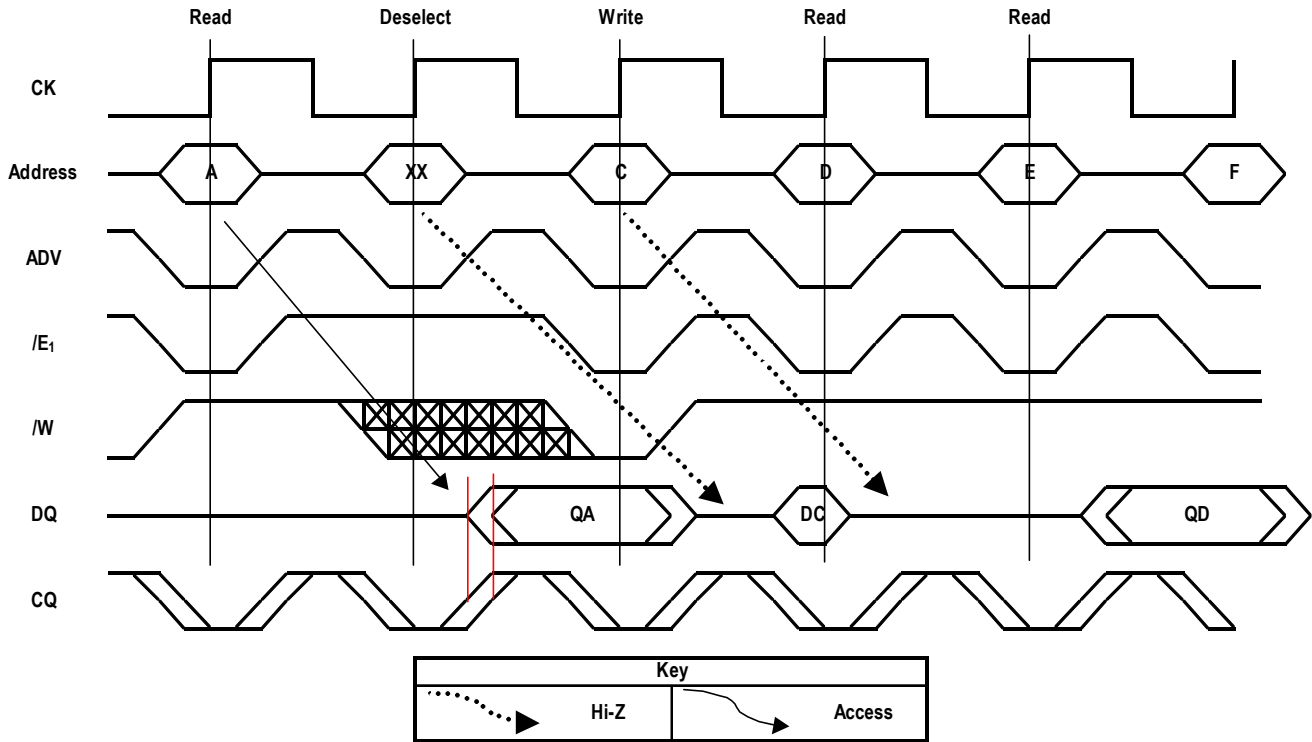 Read Deselect Write Read Read
CK
Address A XX C D E F
ADV
/E₁
/W
DQ QA DC QD
CQ
Key
Hi-Z Access